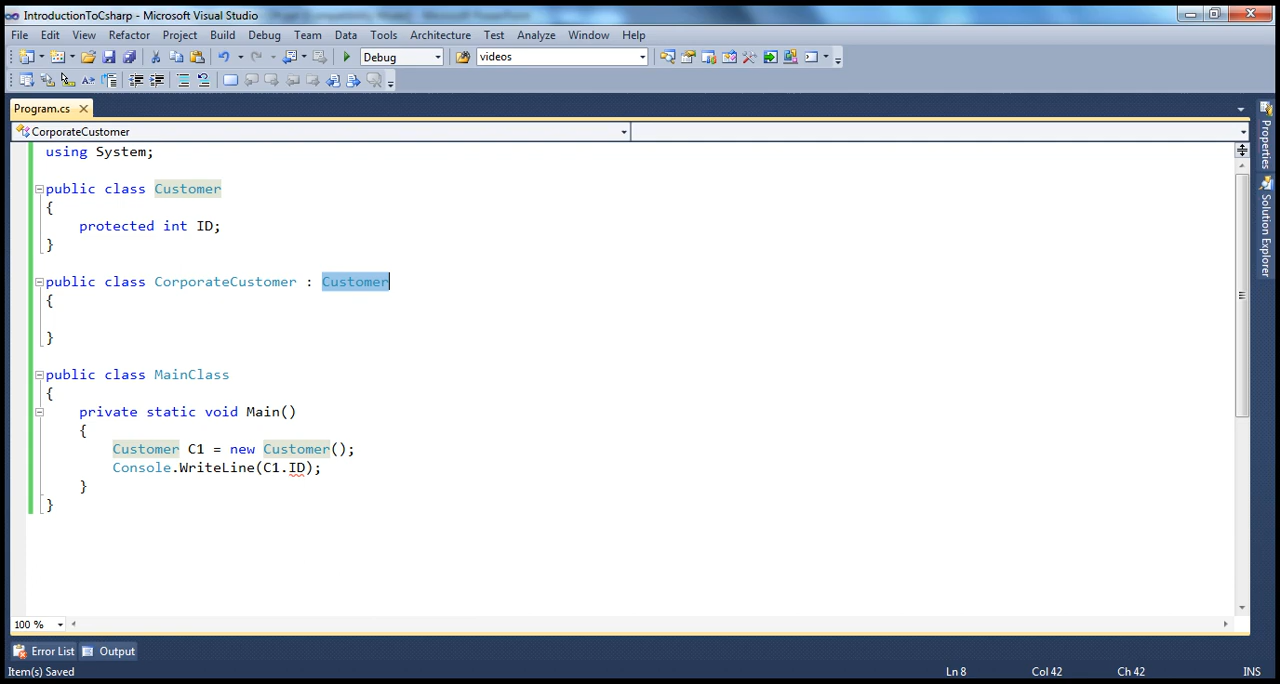 IntroductionToCsharp - Microsoft Visual Studio
File Edit View Refactor Project Build Debug Team Data Tools Architecture Test Analyze Window Help
Debug videos
Program.cs
CorporateCustomer
using System;
public class Customer
{
protected int ID;
}
public class CorporateCustomer : Customer
{
}
public class MainClass
{
private static void Main()
{
Customer C1 = new Customer();
Console.WriteLine(C1.ID);
}
}
100 %
Error List Output
Item(s) Saved Ln 8 Col 42 Ch 42 INS
Properties
Solution Explorer